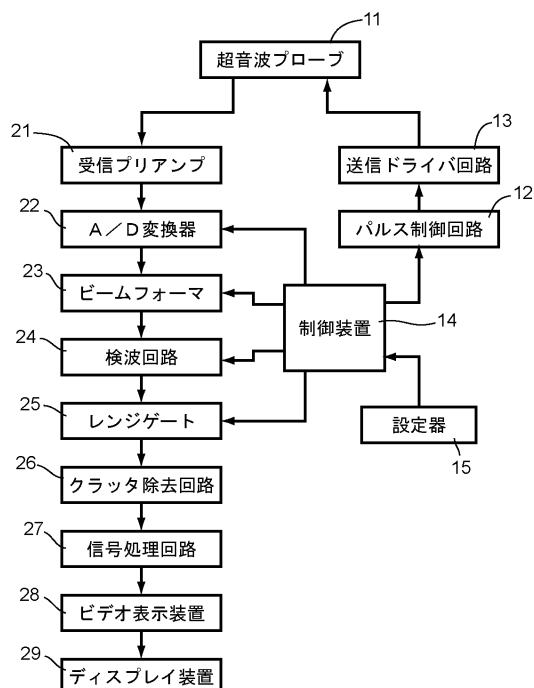 11
超音波プローブ
21
受信プリアンプ
13
送信ドライバ回路
22
A/D変換器
12
パルス制御回路
23
ビームフォーマ
14
制御装置
24
検波回路
25
レンジゲート
設定器
15
26
クラッタ除去回路
27
信号処理回路
28
ビデオ表示装置
29
ディスプレイ装置